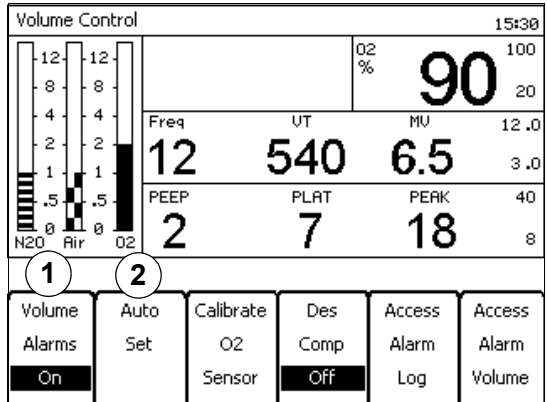 Volume Control 15:30
12 12
8 8
4 4
2 2
1 1
.5 .5
0 0
N2O Air O2
O2 % 90 100 20
Freq VT MV 12.0
12 540 6.5 3.0
PEEP PLAT PEAK 40
2 7 18 8
1 2
Volume Alarms On
Auto Set
Calibrate O2 Sensor
Des Comp Off
Access Alarm Log
Access Alarm Volume